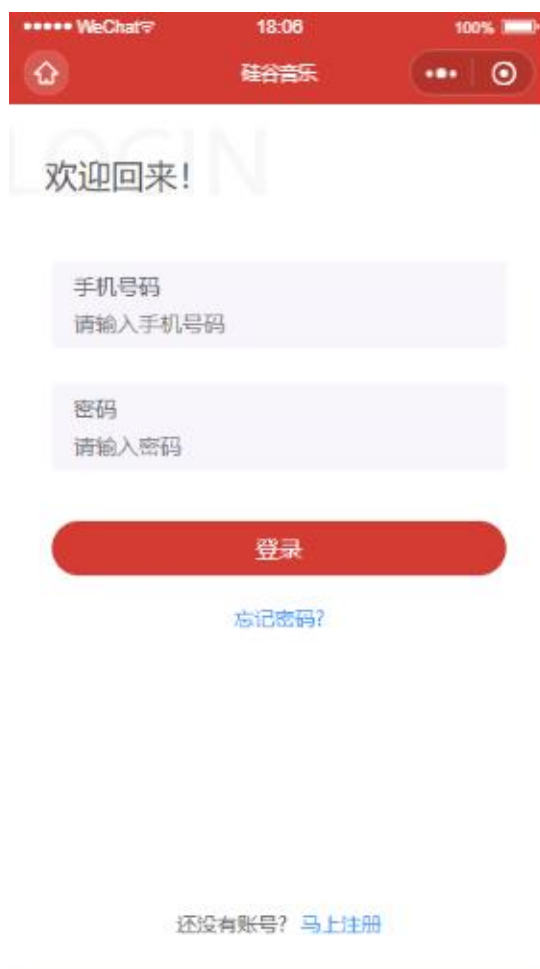 WeChat 18:06 100%
硅谷音乐
LOGIN
欢迎回来!
手机号码
请输入手机号码
密码
请输入密码
登录
忘记密码?
还没有账号? 马上注册